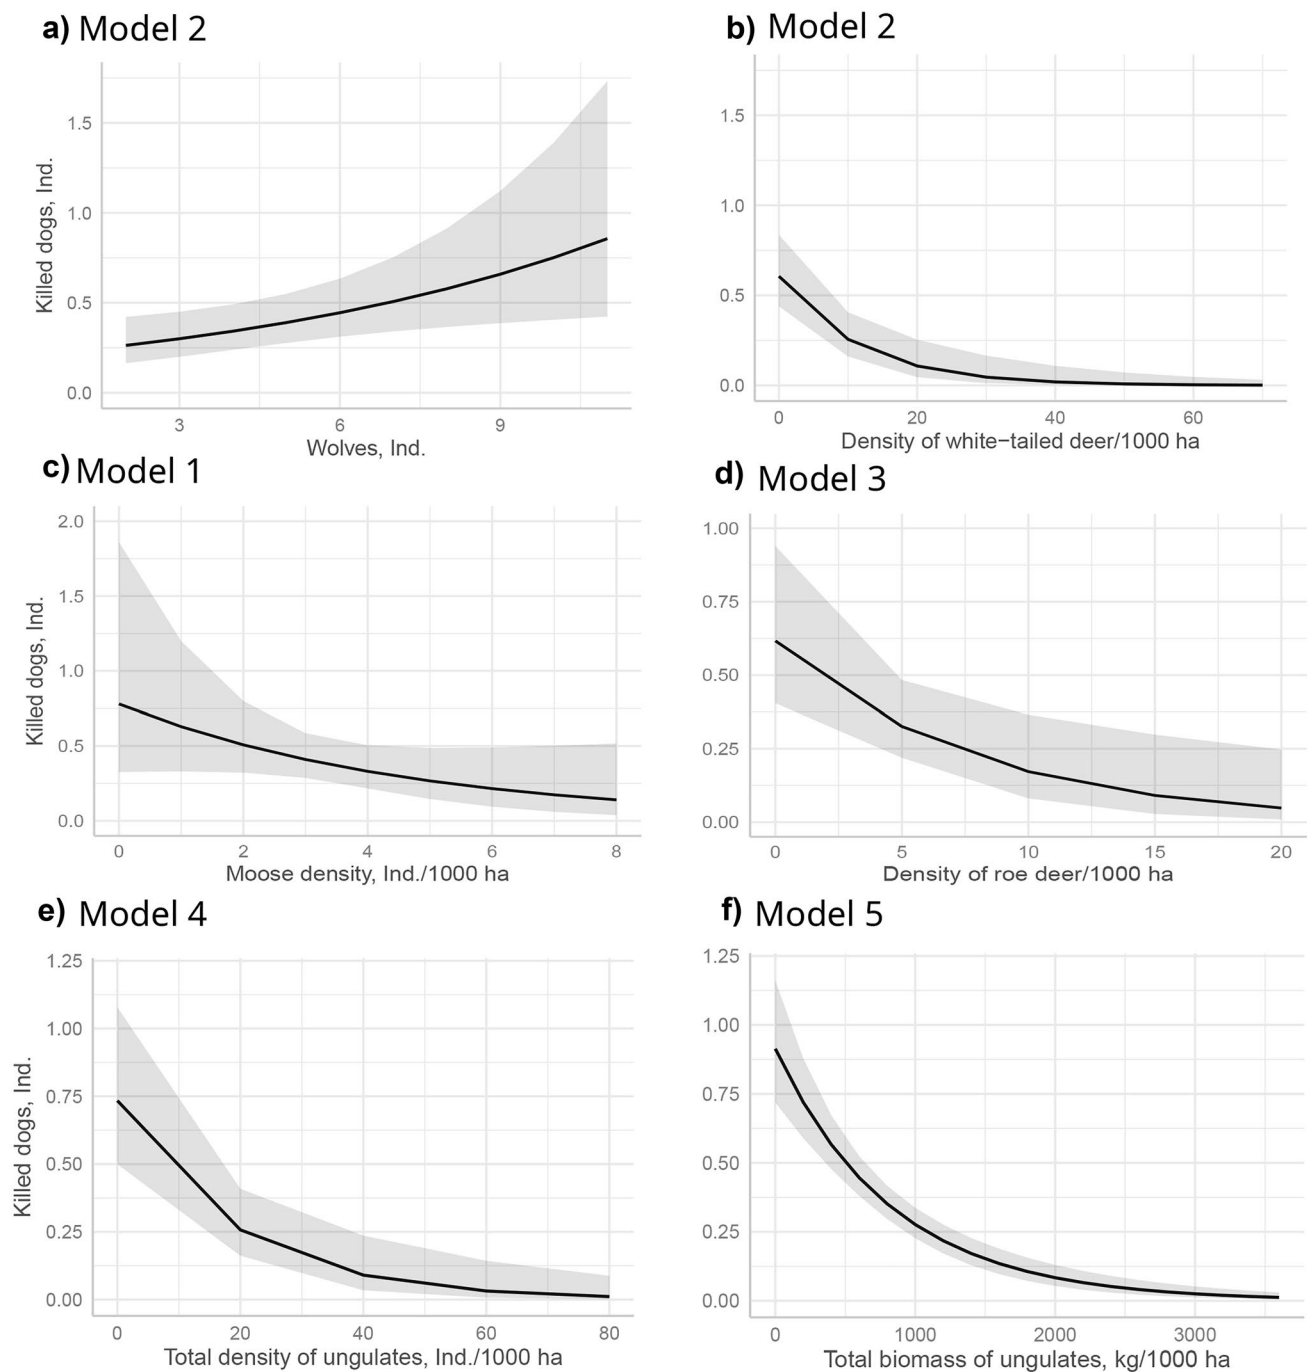 a) Model 2
Killed dogs, Ind.
1.5
1.0
0.5
0.0
3 6 9
Wolves, Ind.
b) Model 2
1.5
1.0
0.5
0.0
0 20 40 60
Density of white−tailed deer/1000 ha
c) Model 1
Killed dogs, Ind.
2.0
1.5
1.0
0.5
0.0
0 2 4 6 8
Moose density, Ind./1000 ha
d) Model 3
1.00
0.75
0.50
0.25
0.00
0 5 10 15 20
Density of roe deer/1000 ha
e) Model 4
Killed dogs, Ind.
1.25
1.00
0.75
0.50
0.25
0.00
0 20 40 60 80
Total density of ungulates, Ind./1000 ha
f) Model 5
1.25
1.00
0.75
0.50
0.25
0.00
0 1000 2000 3000
Total biomass of ungulates, kg/1000 ha